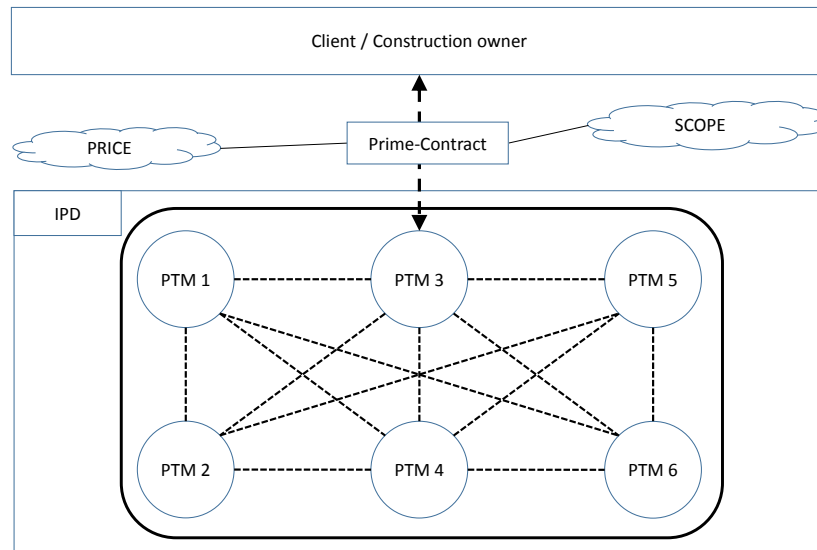 Client / Construction owner
PRICE
Prime-Contract
SCOPE
IPD
PTM 1
PTM 3
PTM 5
PTM 2
PTM 4
PTM 6